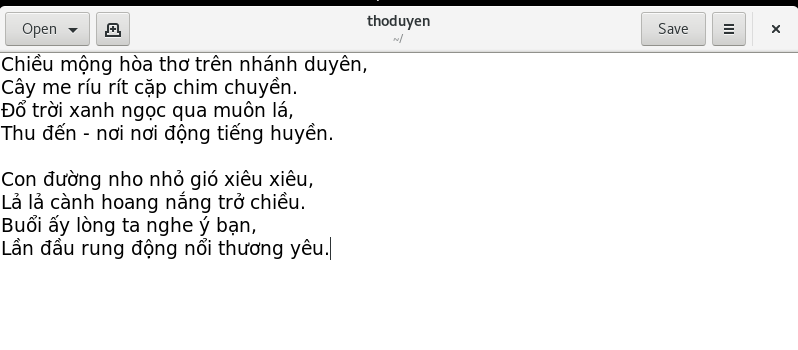 Open
thoduyen
~/
Save
Chiều mộng hòa thơ trên nhánh duyên,
Cây me ríu rít cặp chim chuyền.
Đổ trời xanh ngọc qua muôn lá,
Thu đến - nơi nơi động tiếng huyền.
Con đường nho nhỏ gió xiêu xiêu,
Lả lả cành hoang nắng trở chiều.
Buổi ấy lòng ta nghe ý bạn,
Lần đầu rung động nổi thương yêu.